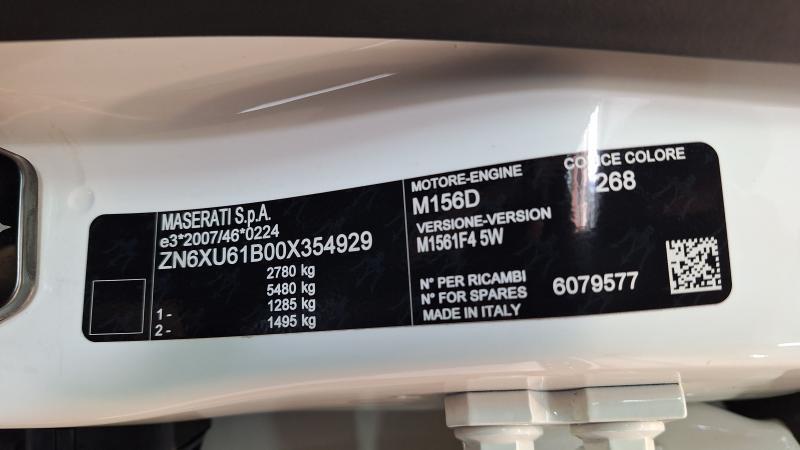 MASERATI S.p.A.
e3*2007/46*0224
ZN6XU61B00X354929
2780 kg
5480 kg
1- 1285 kg
2- 1495 kg
MOTORE-ENGINE
M156D
VERSIONE-VERSION
M1561F4 5W
CODICE COLORE
268
N° PER RICAMBI
N° FOR SPARES
6079577
MADE IN ITALY